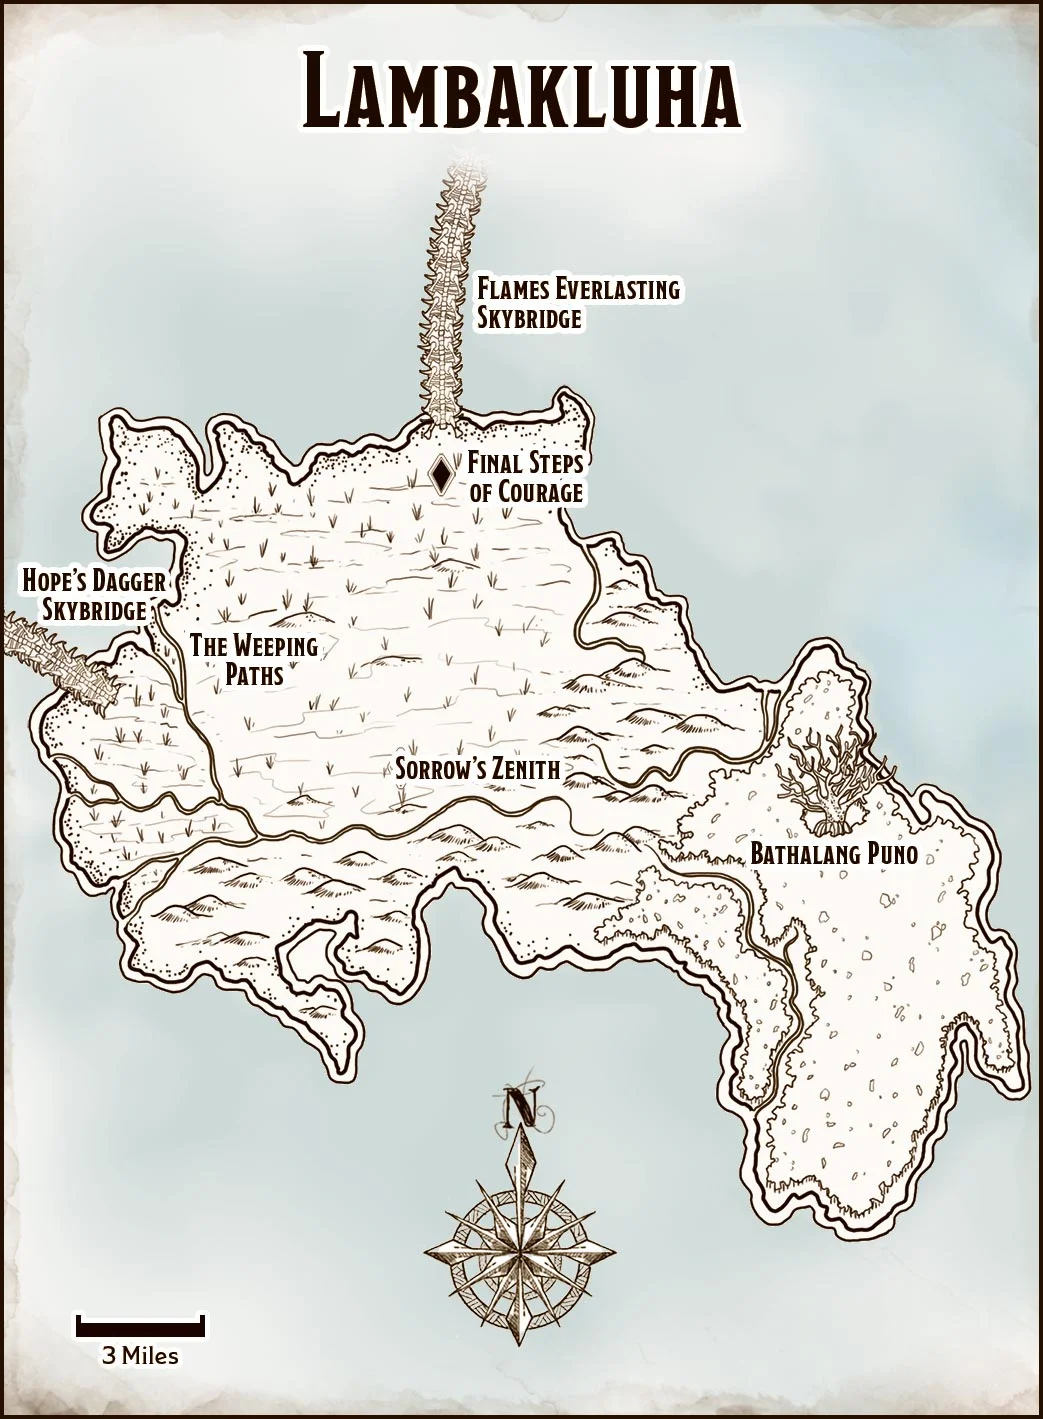 LAMBAKLUHA
FLAMES EVERLASTING
SKYBRIDGE
FINAL STEPS
OF COURAGE
HOPE'S DAGGER
SKYBRIDGE
THE WEEPING
PATHS
SORROW'S ZENITH
BATHALANG PUNO
N
3 Miles